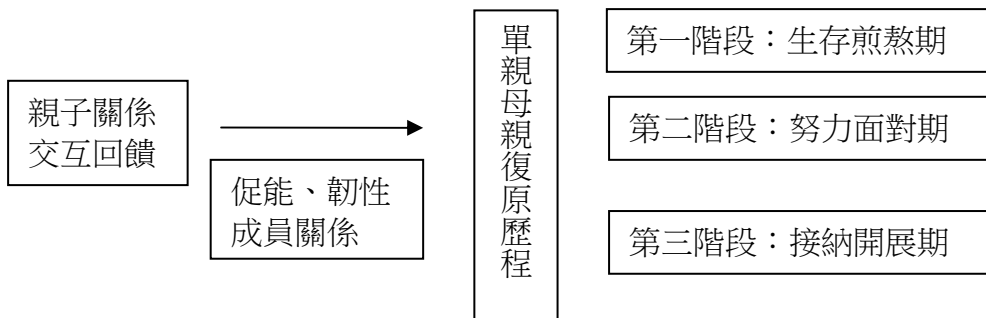 親子關係
交互回饋
促能、韌性
成員關係
單親母親復原歷程
第一階段：生存煎熬期
第二階段：努力面對期
第三階段：接納開展期